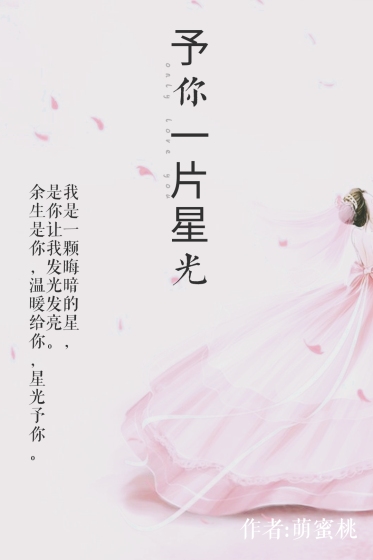 予你一片星光
only love you
我是一颗晦暗的星，
是你让我发光发亮。
余生是你，温暖给你，星光予你。
作者:萌蜜桃